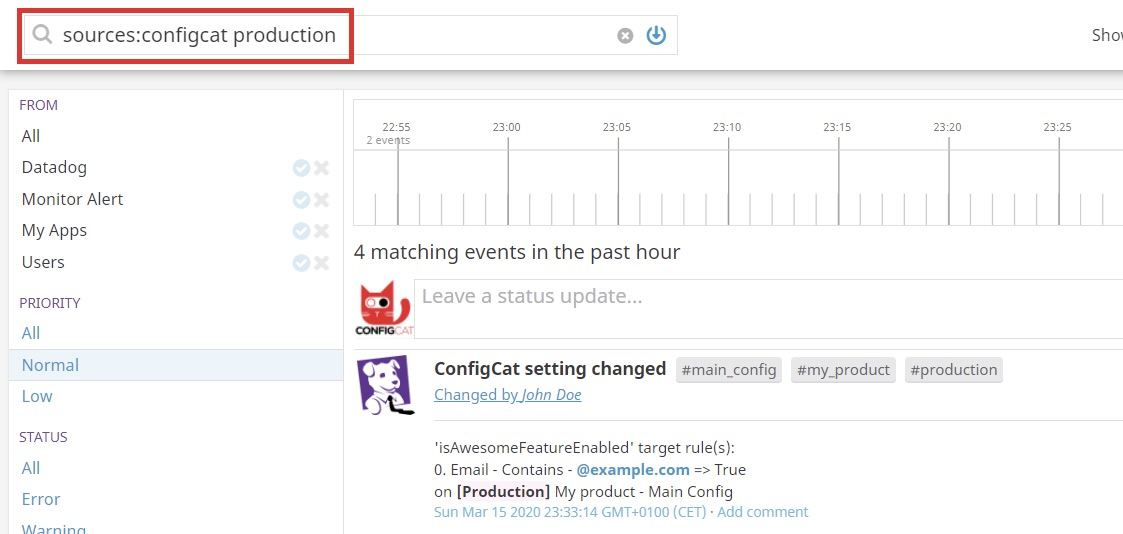 sources:configcat production
Show
FROM
All
Datadog
Monitor Alert
My Apps
Users
PRIORITY
All
Normal
Low
STATUS
All
Error
Warning
22:55 23:00 23:05 23:10 23:15 23:20 23:25
2 events
4 matching events in the past hour
CONFIGCAT
Leave a status update...
ConfigCat setting changed #main_config #my_product #production
Changed by John Doe
'isAwesomeFeatureEnabled' target rule(s):
0. Email - Contains - @example.com => True
on [Production] My product - Main Config
Sun Mar 15 2020 23:33:14 GMT+0100 (CET) · Add comment